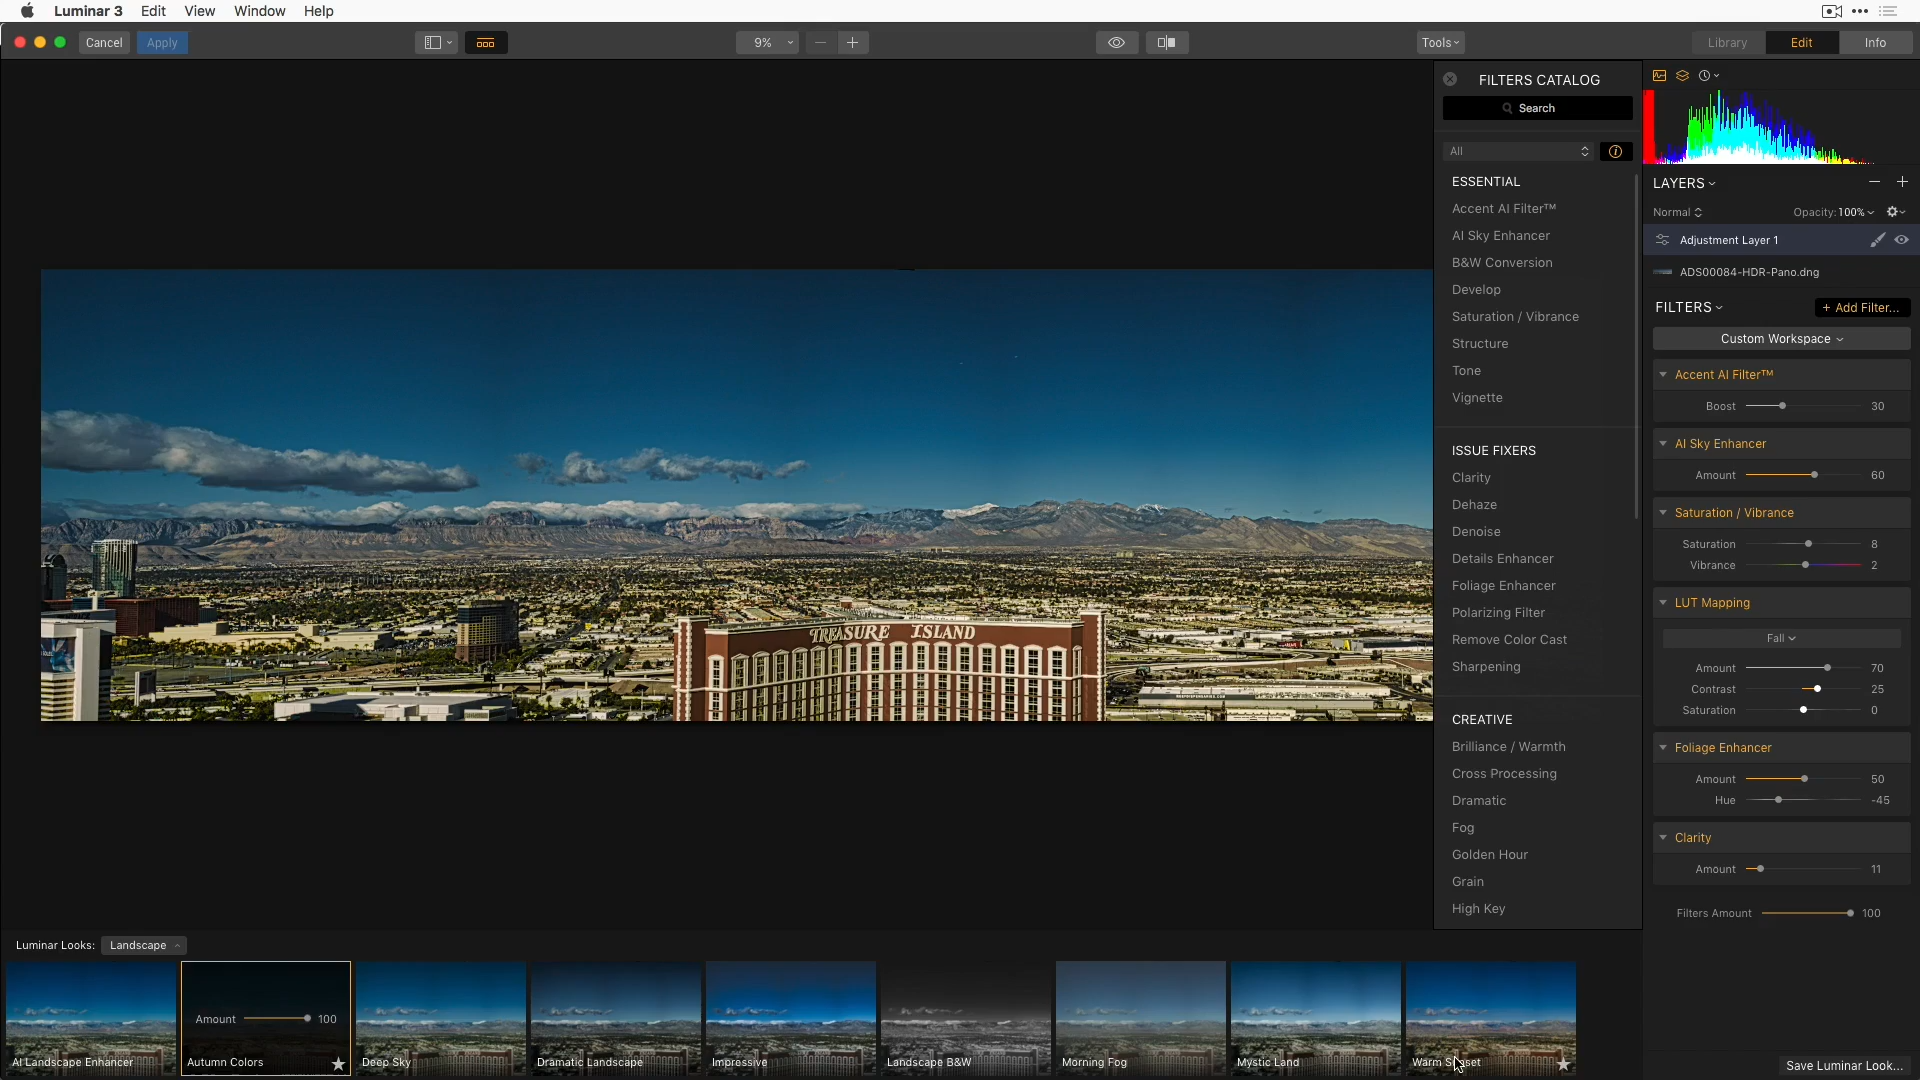 Luminar 3 Edit View Window Help
Cancel Apply 9% Tools Library Edit Info
FILTERS CATALOG
Search
All
ESSENTIAL
Accent AI Filter™
AI Sky Enhancer
B&W Conversion
Develop
Saturation / Vibrance
Structure
Tone
Vignette
ISSUE FIXERS
Clarity
Dehaze
Denoise
Details Enhancer
Foliage Enhancer
Polarizing Filter
Remove Color Cast
Sharpening
CREATIVE
Brilliance / Warmth
Cross Processing
Dramatic
Fog
Golden Hour
Grain
High Key
LAYERS
Normal Opacity: 100%
Adjustment Layer 1
ADS00084-HDR-Pano.dng
FILTERS + Add Filter...
Custom Workspace
Accent AI Filter™
Boost 30
AI Sky Enhancer
Amount 60
Saturation / Vibrance
Saturation 8
Vibrance 2
LUT Mapping
Fall
Amount 70
Contrast 25
Saturation 0
Foliage Enhancer
Amount 50
Hue -45
Clarity
Amount 11
Filters Amount 100
TREASURE ISLAND
Luminar Looks: Landscape
Amount 100
AI Landscape Enhancer Autumn Colors Deep Sky Dramatic Landscape Impressive Landscape B&W Morning Fog Mystic Land Warm Sunset
Save Luminar Look...